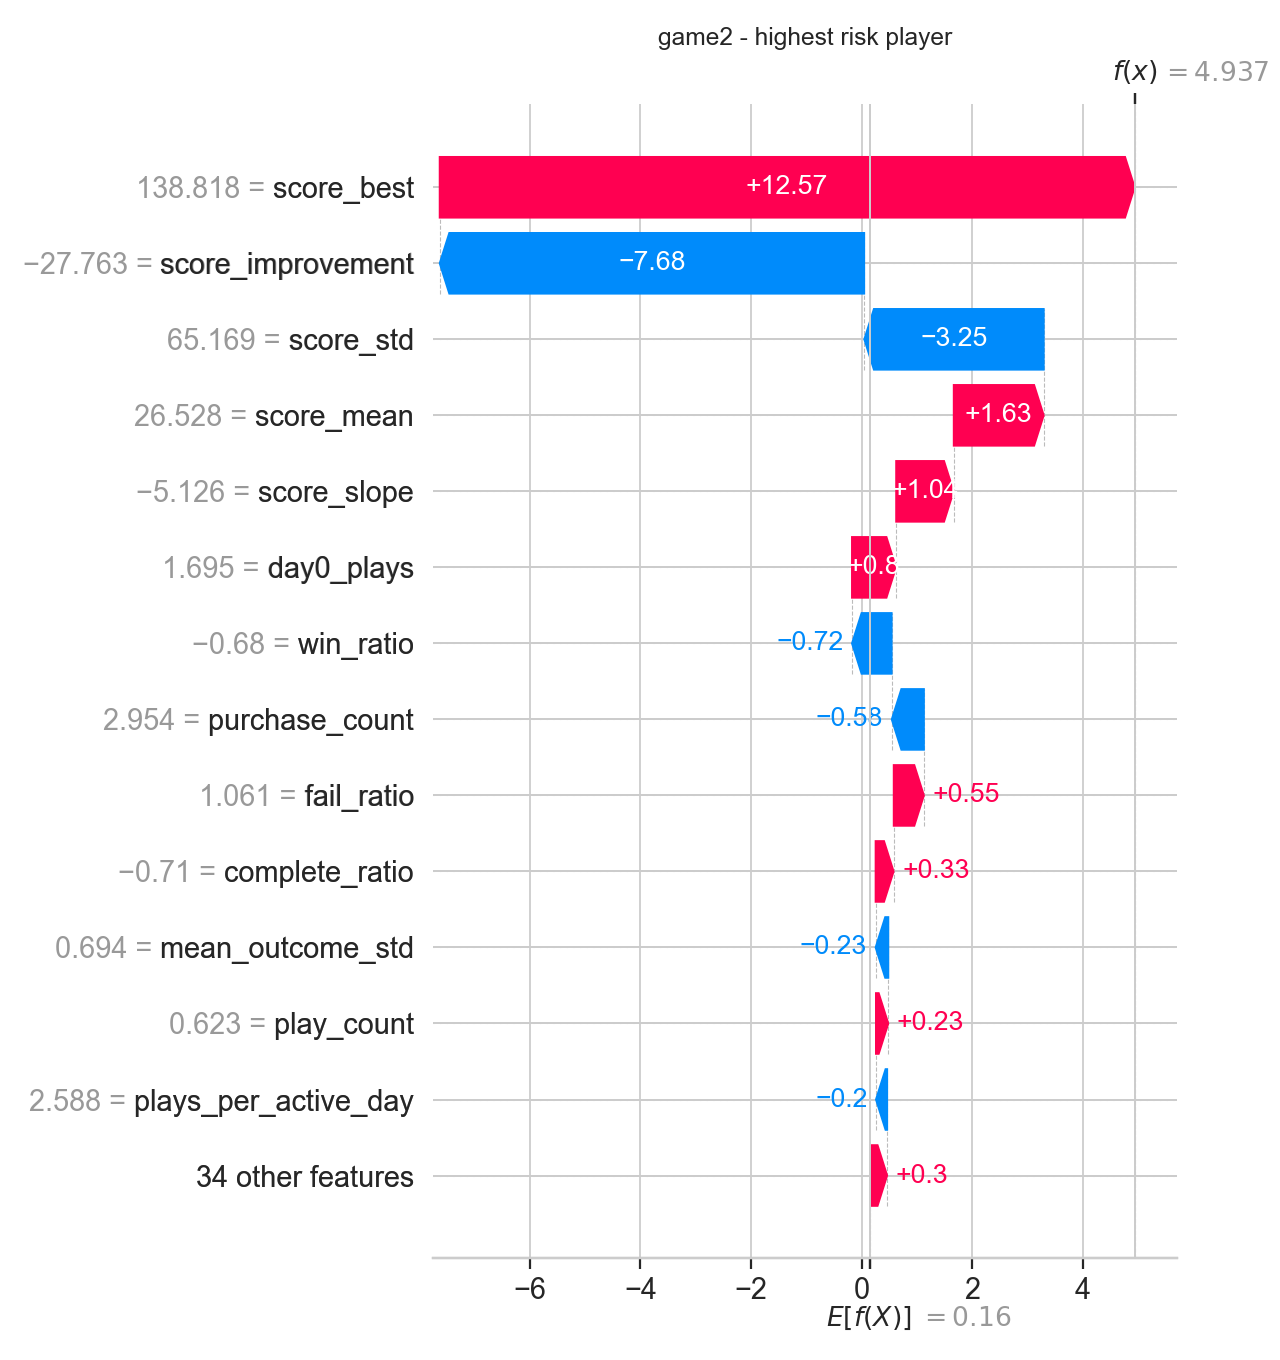 game2 - highest risk player
f(x) = 4.937
138.818 = score_best
+12.57
−27.763 = score_improvement
−7.68
65.169 = score_std
−3.25
26.528 = score_mean
+1.63
−5.126 = score_slope
+1.04
1.695 = day0_plays
+0.8
−0.68 = win_ratio
−0.72
2.954 = purchase_count
−0.58
1.061 = fail_ratio
+0.55
−0.71 = complete_ratio
+0.33
0.694 = mean_outcome_std
−0.23
0.623 = play_count
+0.23
2.588 = plays_per_active_day
−0.2
34 other features
+0.3
−6 −4 −2 0 2 4
E[f(X)] = 0.16